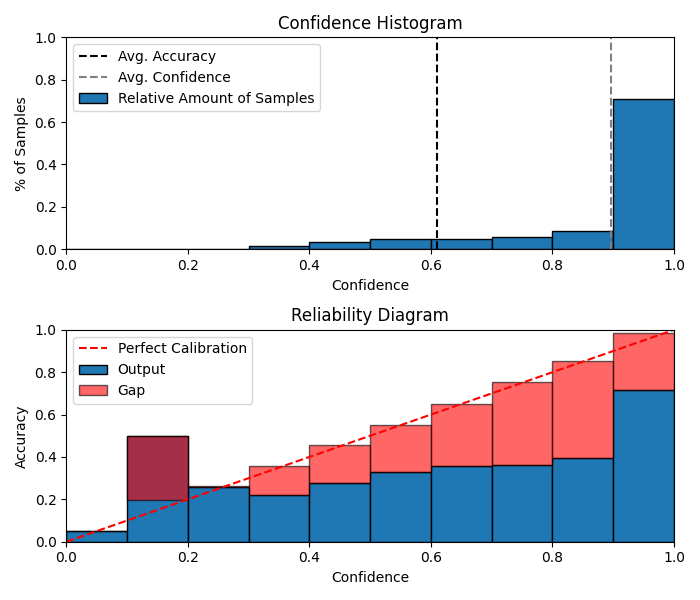 Confidence Histogram
1.0
0.8
0.6
0.4
0.2
0.0
% of Samples
Avg. Accuracy
Avg. Confidence
Relative Amount of Samples
0.0 0.2 0.4 0.6 0.8 1.0
Confidence
Reliability Diagram
1.0
0.8
0.6
0.4
0.2
0.0
Accuracy
Perfect Calibration
Output
Gap
0.0 0.2 0.4 0.6 0.8 1.0
Confidence